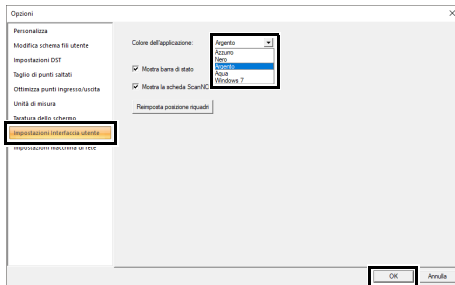 Opzioni
Personalizza
Modifica schema fili utente
Impostazioni DST
Taglio di punti saltati
Ottimizza punti ingresso/uscita
Unità di misura
Taratura dello schermo
Impostazioni interfaccia utente
Impostazioni macchina di rete
Colore dell'applicazione:
Argento
Azzurro
Nero
Argento
Aqua
Windows 7
Mostra barra di stato
Mostra la scheda ScanNC
Reimposta posizione riquadri
OK
Annulla